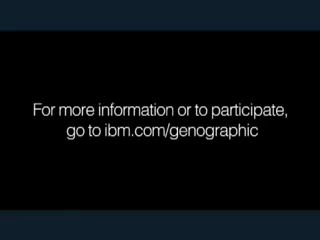 For more information or to participate,
go to ibm.com/genographic